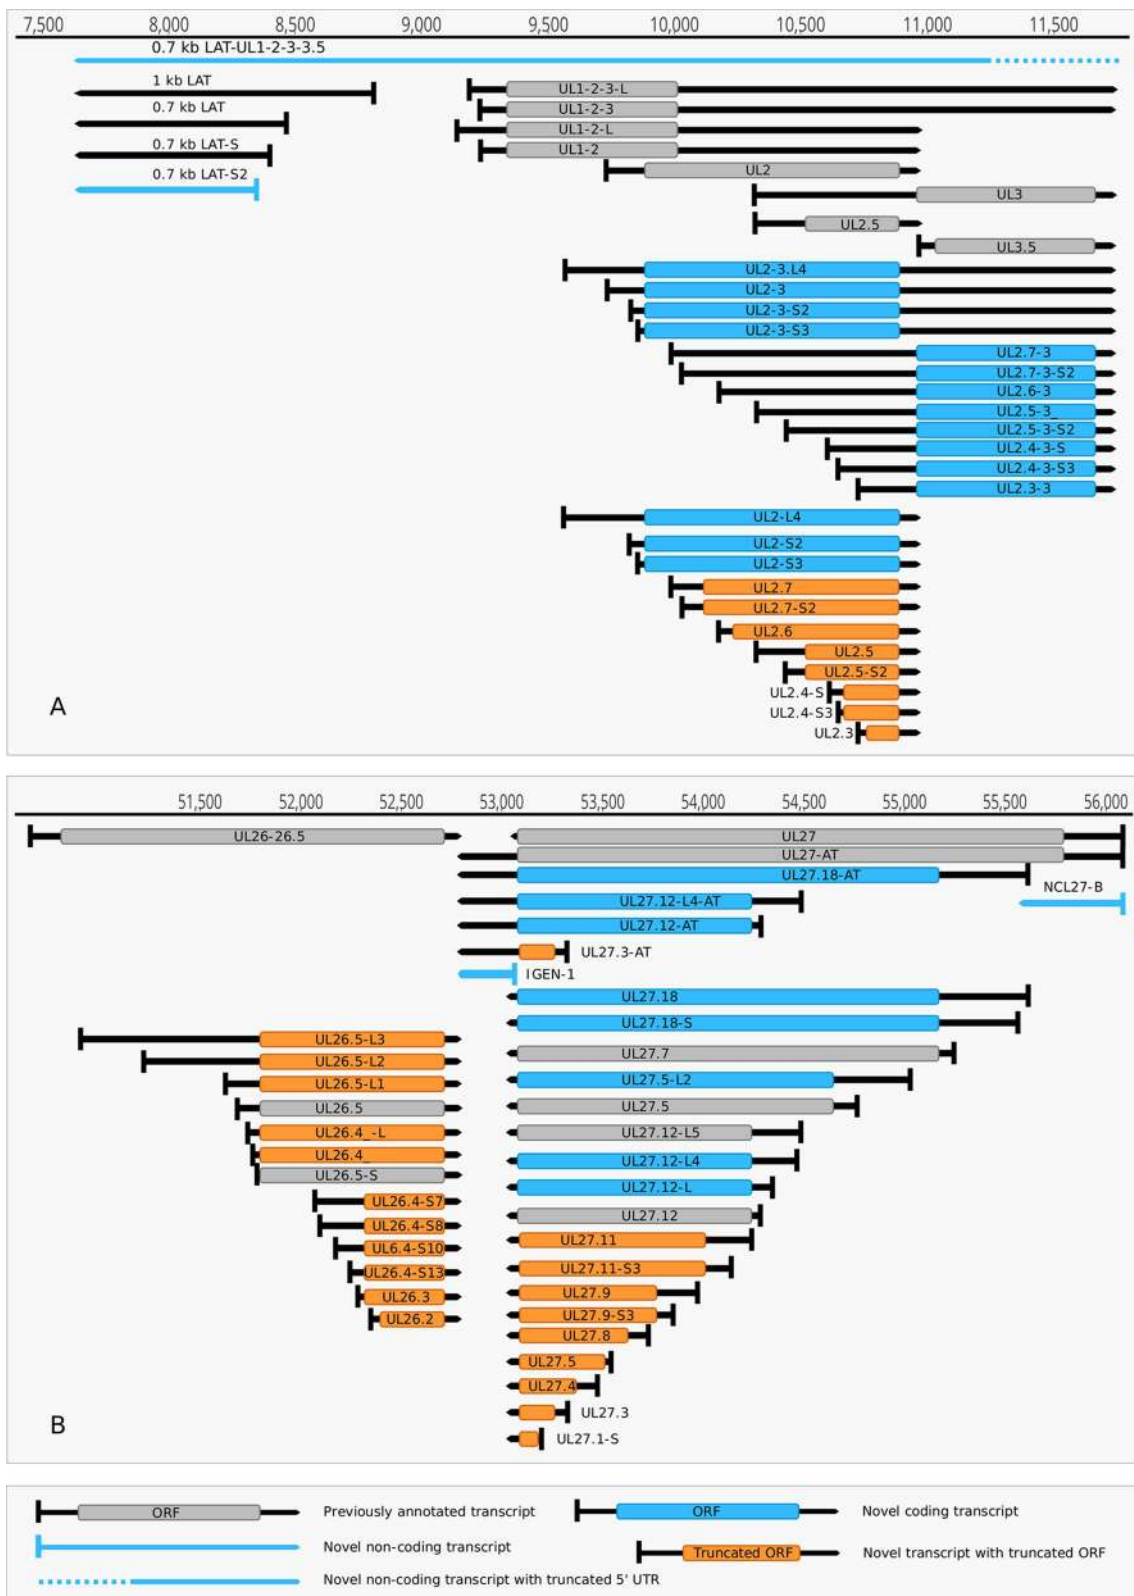 7,500 8,000 8,500 9,000 9,500 10,000 10,500 11,000 11,500
0.7 kb LAT-UL1-2-3-3.5
1 kb LAT
0.7 kb LAT
0.7 kb LAT-S
0.7 kb LAT-S2
UL1-2-3-L
UL1-2-3
UL1-2-L
UL1-2
UL2
UL3
UL2.5
UL3.5
UL2-3.L4
UL2-3
UL2-3-S2
UL2-3-S3
UL2.7-3
UL2.7-3-S2
UL2.6-3
UL2.5-3_
UL2.5-3-S2
UL2.4-3-S
UL2.4-3-S3
UL2.3-3
UL2-L4
UL2-S2
UL2-S3
UL2.7
UL2.7-S2
UL2.6
UL2.5
UL2.5-S2
UL2.4-S
UL2.4-S3
UL2.3
A
51,500 52,000 52,500 53,000 53,500 54,000 54,500 55,000 55,500 56,000
UL26-26.5
UL27
UL27-AT
UL27.18-AT
NCL27-B
UL27.12-L4-AT
UL27.12-AT
UL27.3-AT
IGEN-1
UL27.18
UL27.18-S
UL27.7
UL27.5-L2
UL27.5
UL27.12-L5
UL27.12-L4
UL27.12-L
UL27.12
UL27.11
UL27.11-S3
UL27.9
UL27.9-S3
UL27.8
UL27.5
UL27.4
UL27.3
UL27.1-S
UL26.5-L3
UL26.5-L2
UL26.5-L1
UL26.5
UL26.4_-L
UL26.4_
UL26.5-S
UL26.4-S7
UL26.4-S8
UL6.4-S10
UL26.4-S13
UL26.3
UL26.2
B
ORF Previously annotated transcript
ORF Novel coding transcript
Novel non-coding transcript
Truncated ORF Novel transcript with truncated ORF
Novel non-coding transcript with truncated 5' UTR